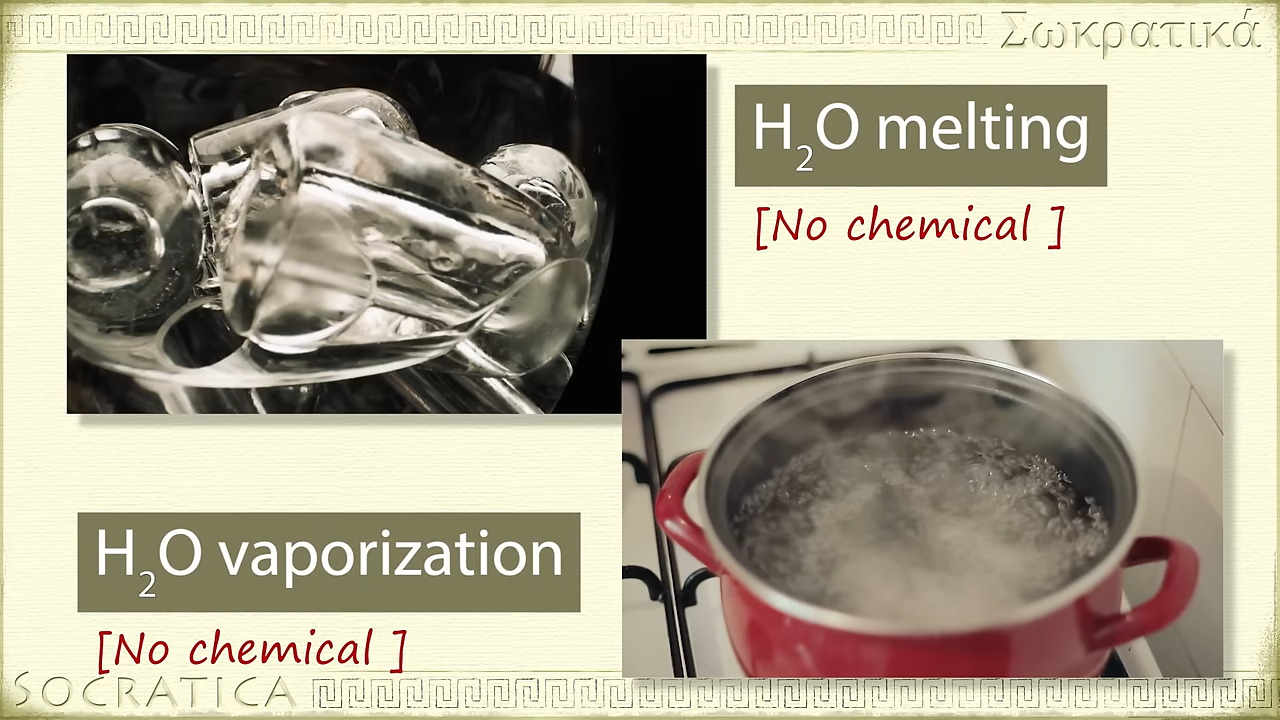 Σωκρατικά
H₂O melting
[No chemical ]
H₂O vaporization
[No chemical ]
SOCRATICA